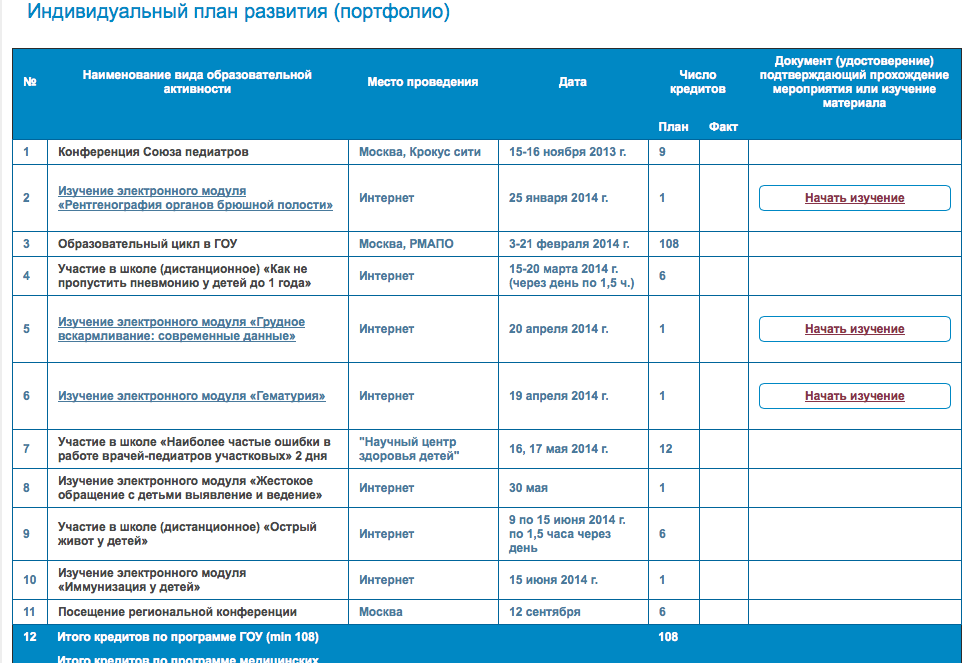 Индивидуальный план развития (портфолио)
№ Наименование вида образовательной активности Место проведения Дата Число кредитов Документ (удостоверение) подтверждающий прохождение мероприятия или изучение материала
План Факт
1 Конференция Союза педиатров Москва, Крокус сити 15-16 ноября 2013 г. 9
2 Изучение электронного модуля «Рентгенография органов брюшной полости» Интернет 25 января 2014 г. 1 Начать изучение
3 Образовательный цикл в ГОУ Москва, РМАПО 3-21 февраля 2014 г. 108
4 Участие в школе (дистанционное) «Как не пропустить пневмонию у детей до 1 года» Интернет 15-20 марта 2014 г. (через день по 1,5 ч.) 6
5 Изучение электронного модуля «Грудное вскармливание: современные данные» Интернет 20 апреля 2014 г. 1 Начать изучение
6 Изучение электронного модуля «Гематурия» Интернет 19 апреля 2014 г. 1 Начать изучение
7 Участие в школе «Наиболее частые ошибки в работе врачей-педиатров участковых» 2 дня "Научный центр здоровья детей" 16, 17 мая 2014 г. 12
8 Изучение электронного модуля «Жестокое обращение с детьми выявление и ведение» Интернет 30 мая 1
9 Участие в школе (дистанционное) «Острый живот у детей» Интернет 9 по 15 июня 2014 г. по 1,5 часа через день 6
10 Изучение электронного модуля «Иммунизация у детей» Интернет 15 июня 2014 г. 1
11 Посещение региональной конференции Москва 12 сентября 6
12 Итого кредитов по программе ГОУ (min 108) 108
Итого кредитов по программе медицинских